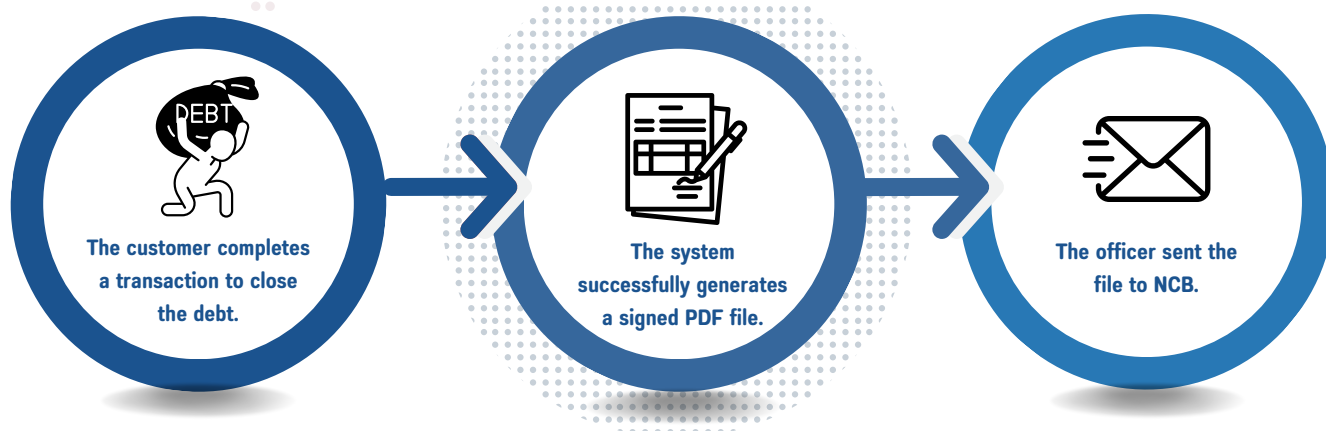 DEBT
The customer completes
a transaction to close
the debt.
The system
successfully generates
a signed PDF file.
The officer sent the
file to NCB.